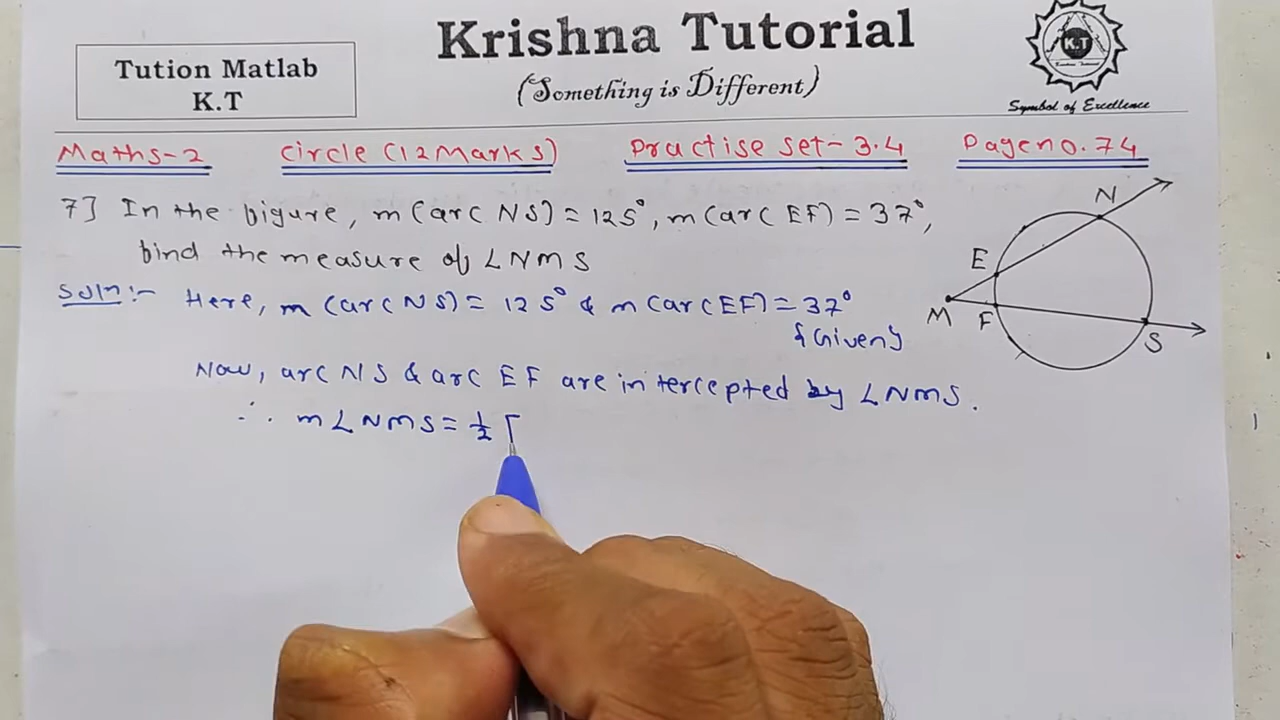 Krishna Tutorial
(Something is Different)
Tution Matlab
K.T
K.T
Symbol of Excellence
Maths-2 Circle (12 Marks) Practise set-3.4 Page no. 74
7] In the figure, m(arc NS) = 125°, m(arc EF) = 37°,
find the measure of ∠NMS
Soln:- Here, m(arc NS) = 125° & m(arc EF) = 37°
{Given}
Now, arc NS & arc EF are intercepted by ∠NMS.
∴ m∠NMS = 1/2 [
N
E
M F
S